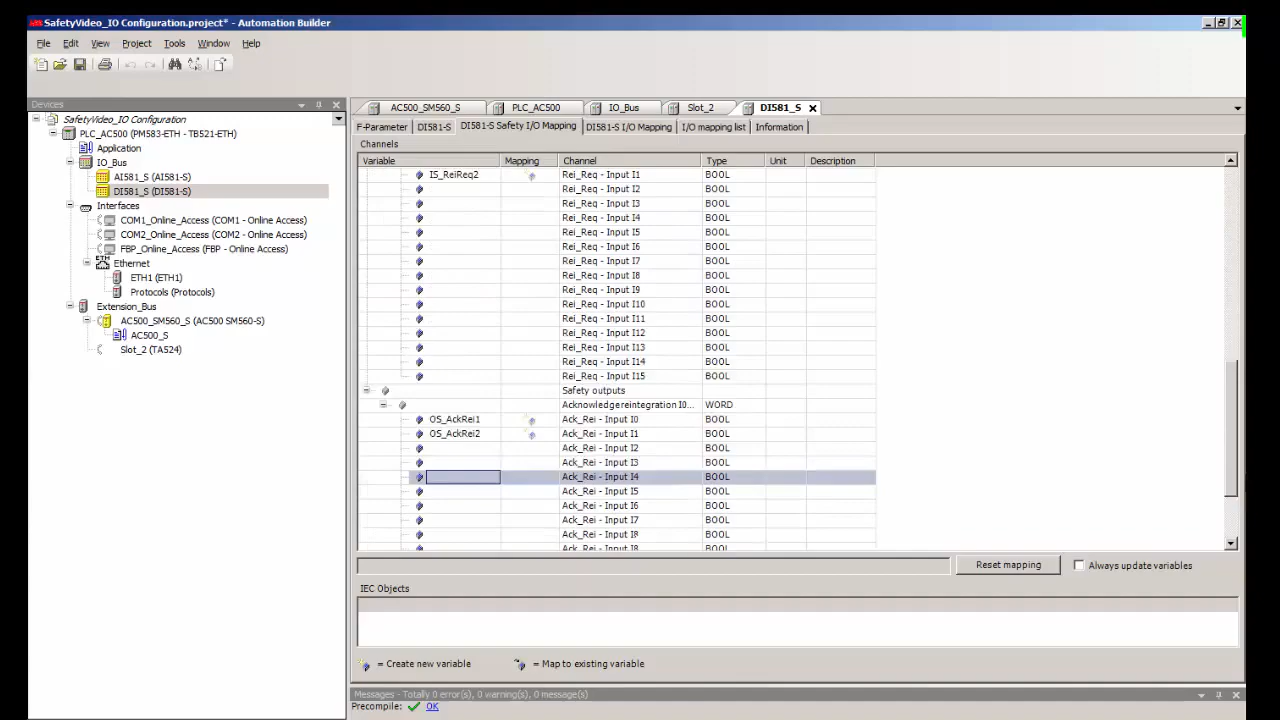 SafetyVideo_IO Configuration.project* - Automation Builder
File Edit View Project Tools Window Help
Devices
SafetyVideo_IO Configuration
PLC_AC500 (PM583-ETH - TB521-ETH)
Application
IO_Bus
AI581_S (AI581-S)
DI581_S (DI581-S)
Interfaces
COM1_Online_Access (COM1 - Online Access)
COM2_Online_Access (COM2 - Online Access)
FBP_Online_Access (FBP - Online Access)
Ethernet
ETH1 (ETH1)
Protocols (Protocols)
Extension_Bus
AC500_SM560_S (AC500 SM560-S)
AC500_S
Slot_2 (TA524)
AC500_SM560_S PLC_AC500 IO_Bus Slot_2 DI581_S
F-Parameter DI581-S DI581-S Safety I/O Mapping DI581-S I/O Mapping I/O mapping list Information
Channels
Variable Mapping Channel Type Unit Description
IS_ReiReq2 Rei_Req - Input I1 BOOL
Rei_Req - Input I2 BOOL
Rei_Req - Input I3 BOOL
Rei_Req - Input I4 BOOL
Rei_Req - Input I5 BOOL
Rei_Req - Input I6 BOOL
Rei_Req - Input I7 BOOL
Rei_Req - Input I8 BOOL
Rei_Req - Input I9 BOOL
Rei_Req - Input I10 BOOL
Rei_Req - Input I11 BOOL
Rei_Req - Input I12 BOOL
Rei_Req - Input I13 BOOL
Rei_Req - Input I14 BOOL
Rei_Req - Input I15 BOOL
Safety outputs
Acknowledgereintegration I0... WORD
OS_AckRei1 Ack_Rei - Input I0 BOOL
OS_AckRei2 Ack_Rei - Input I1 BOOL
Ack_Rei - Input I2 BOOL
Ack_Rei - Input I3 BOOL
Ack_Rei - Input I4 BOOL
Ack_Rei - Input I5 BOOL
Ack_Rei - Input I6 BOOL
Ack_Rei - Input I7 BOOL
Ack_Rei - Input I8 BOOL
Ack_Rei - Input I8 BOOL
Reset mapping Always update variables
IEC Objects
= Create new variable = Map to existing variable
Messages - Totally 0 error(s), 0 warning(s), 0 message(s)
Precompile: OK